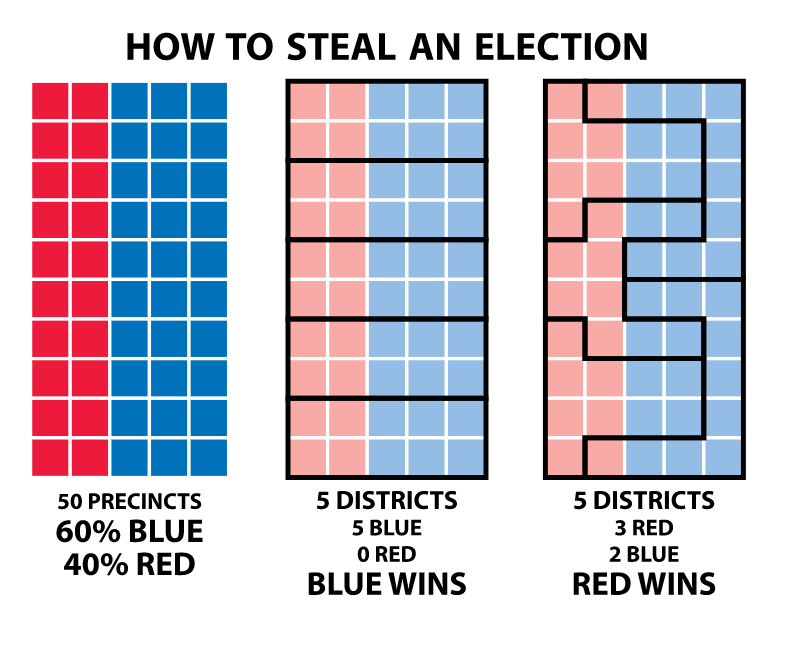 HOW TO STEAL AN ELECTION
50 PRECINCTS
60% BLUE
40% RED
5 DISTRICTS
5 BLUE
0 RED
BLUE WINS
5 DISTRICTS
3 RED
2 BLUE
RED WINS